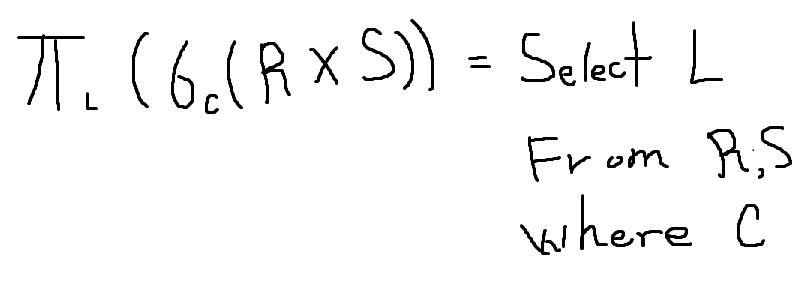 π_L (σ_C(R X S)) = Select L
From R,S
where C